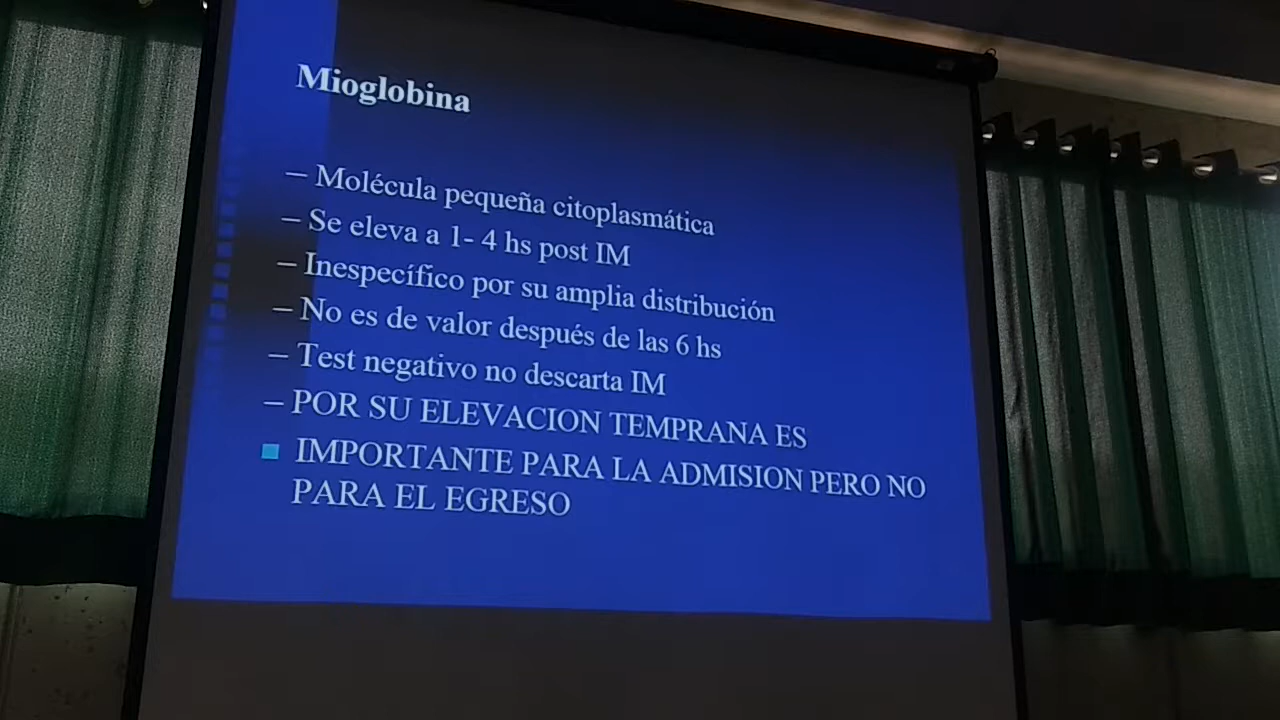 Mioglobina
– Molécula pequeña citoplasmática
– Se eleva a 1- 4 hs post IM
– Inespecífico por su amplia distribución
– No es de valor después de las 6 hs
– Test negativo no descarta IM
– POR SU ELEVACION TEMPRANA ES
IMPORTANTE PARA LA ADMISION PERO NO
PARA EL EGRESO